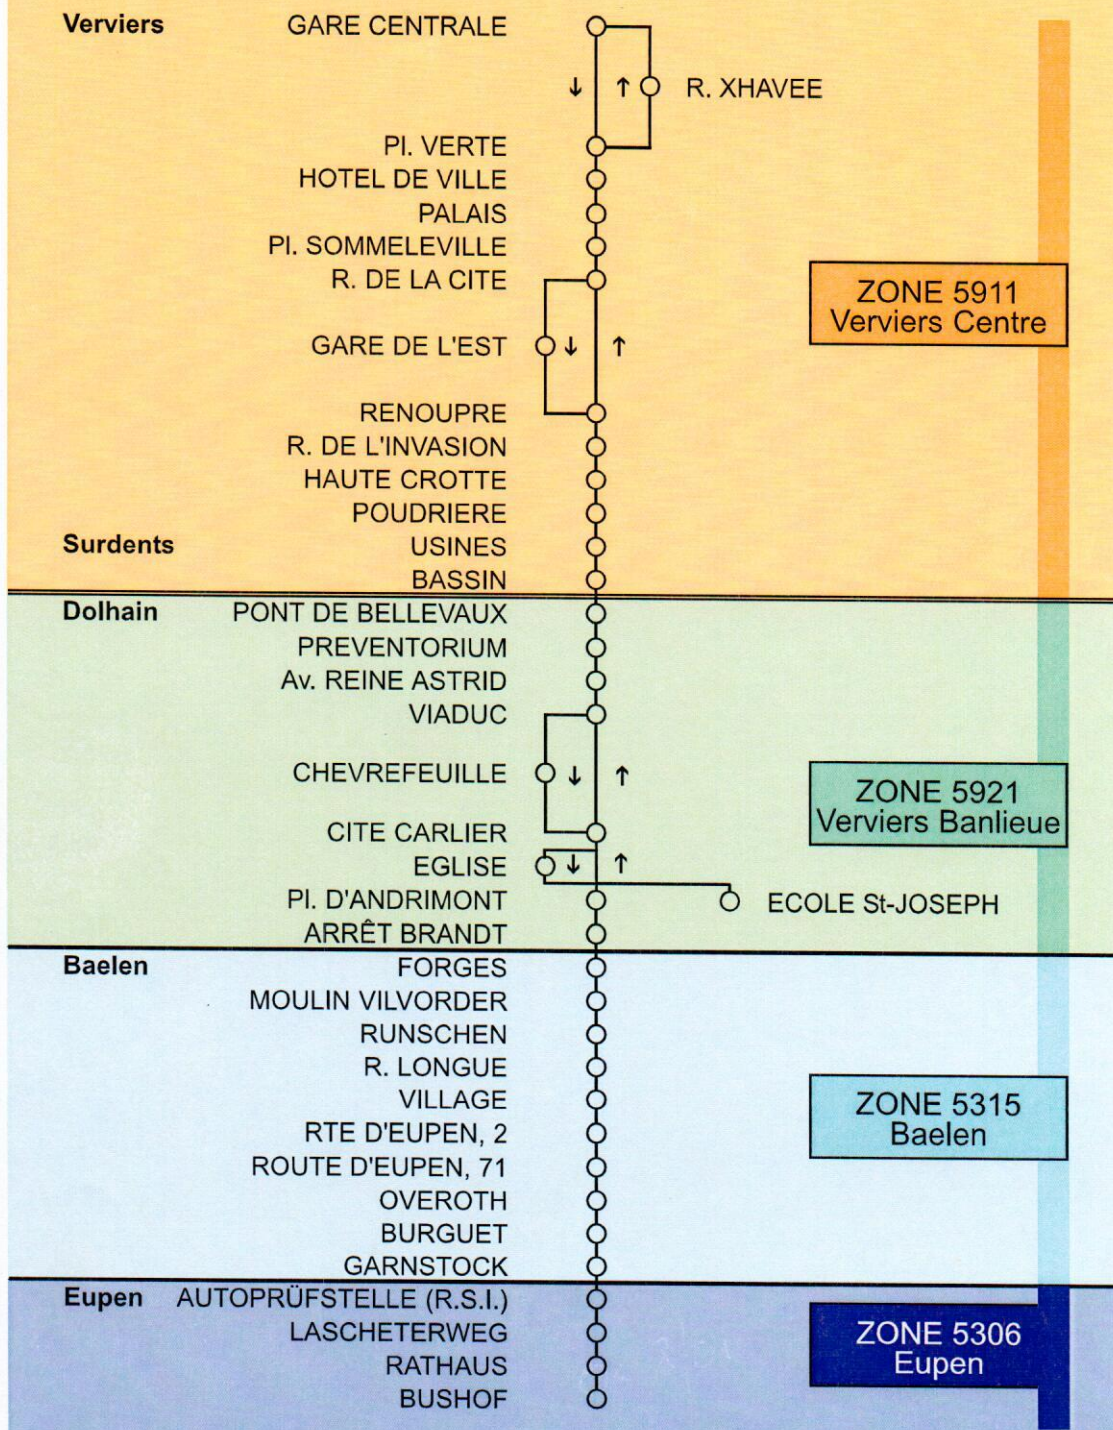 Verviers GARE CENTRALE
↓ ↑ R. XHAVEE
Pl. VERTE
HOTEL DE VILLE
PALAIS
Pl. SOMMELEVILLE
R. DE LA CITE
ZONE 5911
Verviers Centre
GARE DE L'EST ↓ ↑
RENOUPRE
R. DE L'INVASION
HAUTE CROTTE
POUDRIERE
Surdents USINES
BASSIN
Dolhain PONT DE BELLEVAUX
PREVENTORIUM
Av. REINE ASTRID
VIADUC
CHEVREFEUILLE ↓ ↑
ZONE 5921
Verviers Banlieue
CITE CARLIER
EGLISE ↓ ↑
Pl. D'ANDRIMONT ECOLE St-JOSEPH
ARRÊT BRANDT
Baelen FORGES
MOULIN VILVORDER
RUNSCHEN
R. LONGUE
VILLAGE
ZONE 5315
Baelen
RTE D'EUPEN, 2
ROUTE D'EUPEN, 71
OVEROTH
BURGUET
GARNSTOCK
Eupen AUTOPRÜFSTELLE (R.S.I.)
LASCHETERWEG
ZONE 5306
Eupen
RATHAUS
BUSHOF